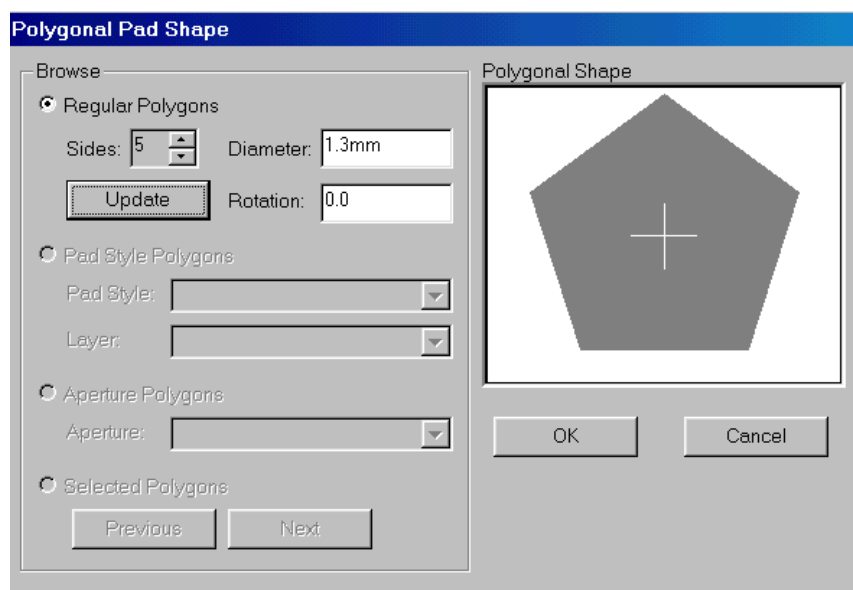 Polygonal Pad Shape
Browse
Regular Polygons
Sides: 5 Diameter: 1.3mm
Update Rotation: 0.0
Pad Style Polygons
Pad Style:
Layer:
Aperture Polygons
Aperture:
Selected Polygons
Previous Next
Polygonal Shape
OK Cancel